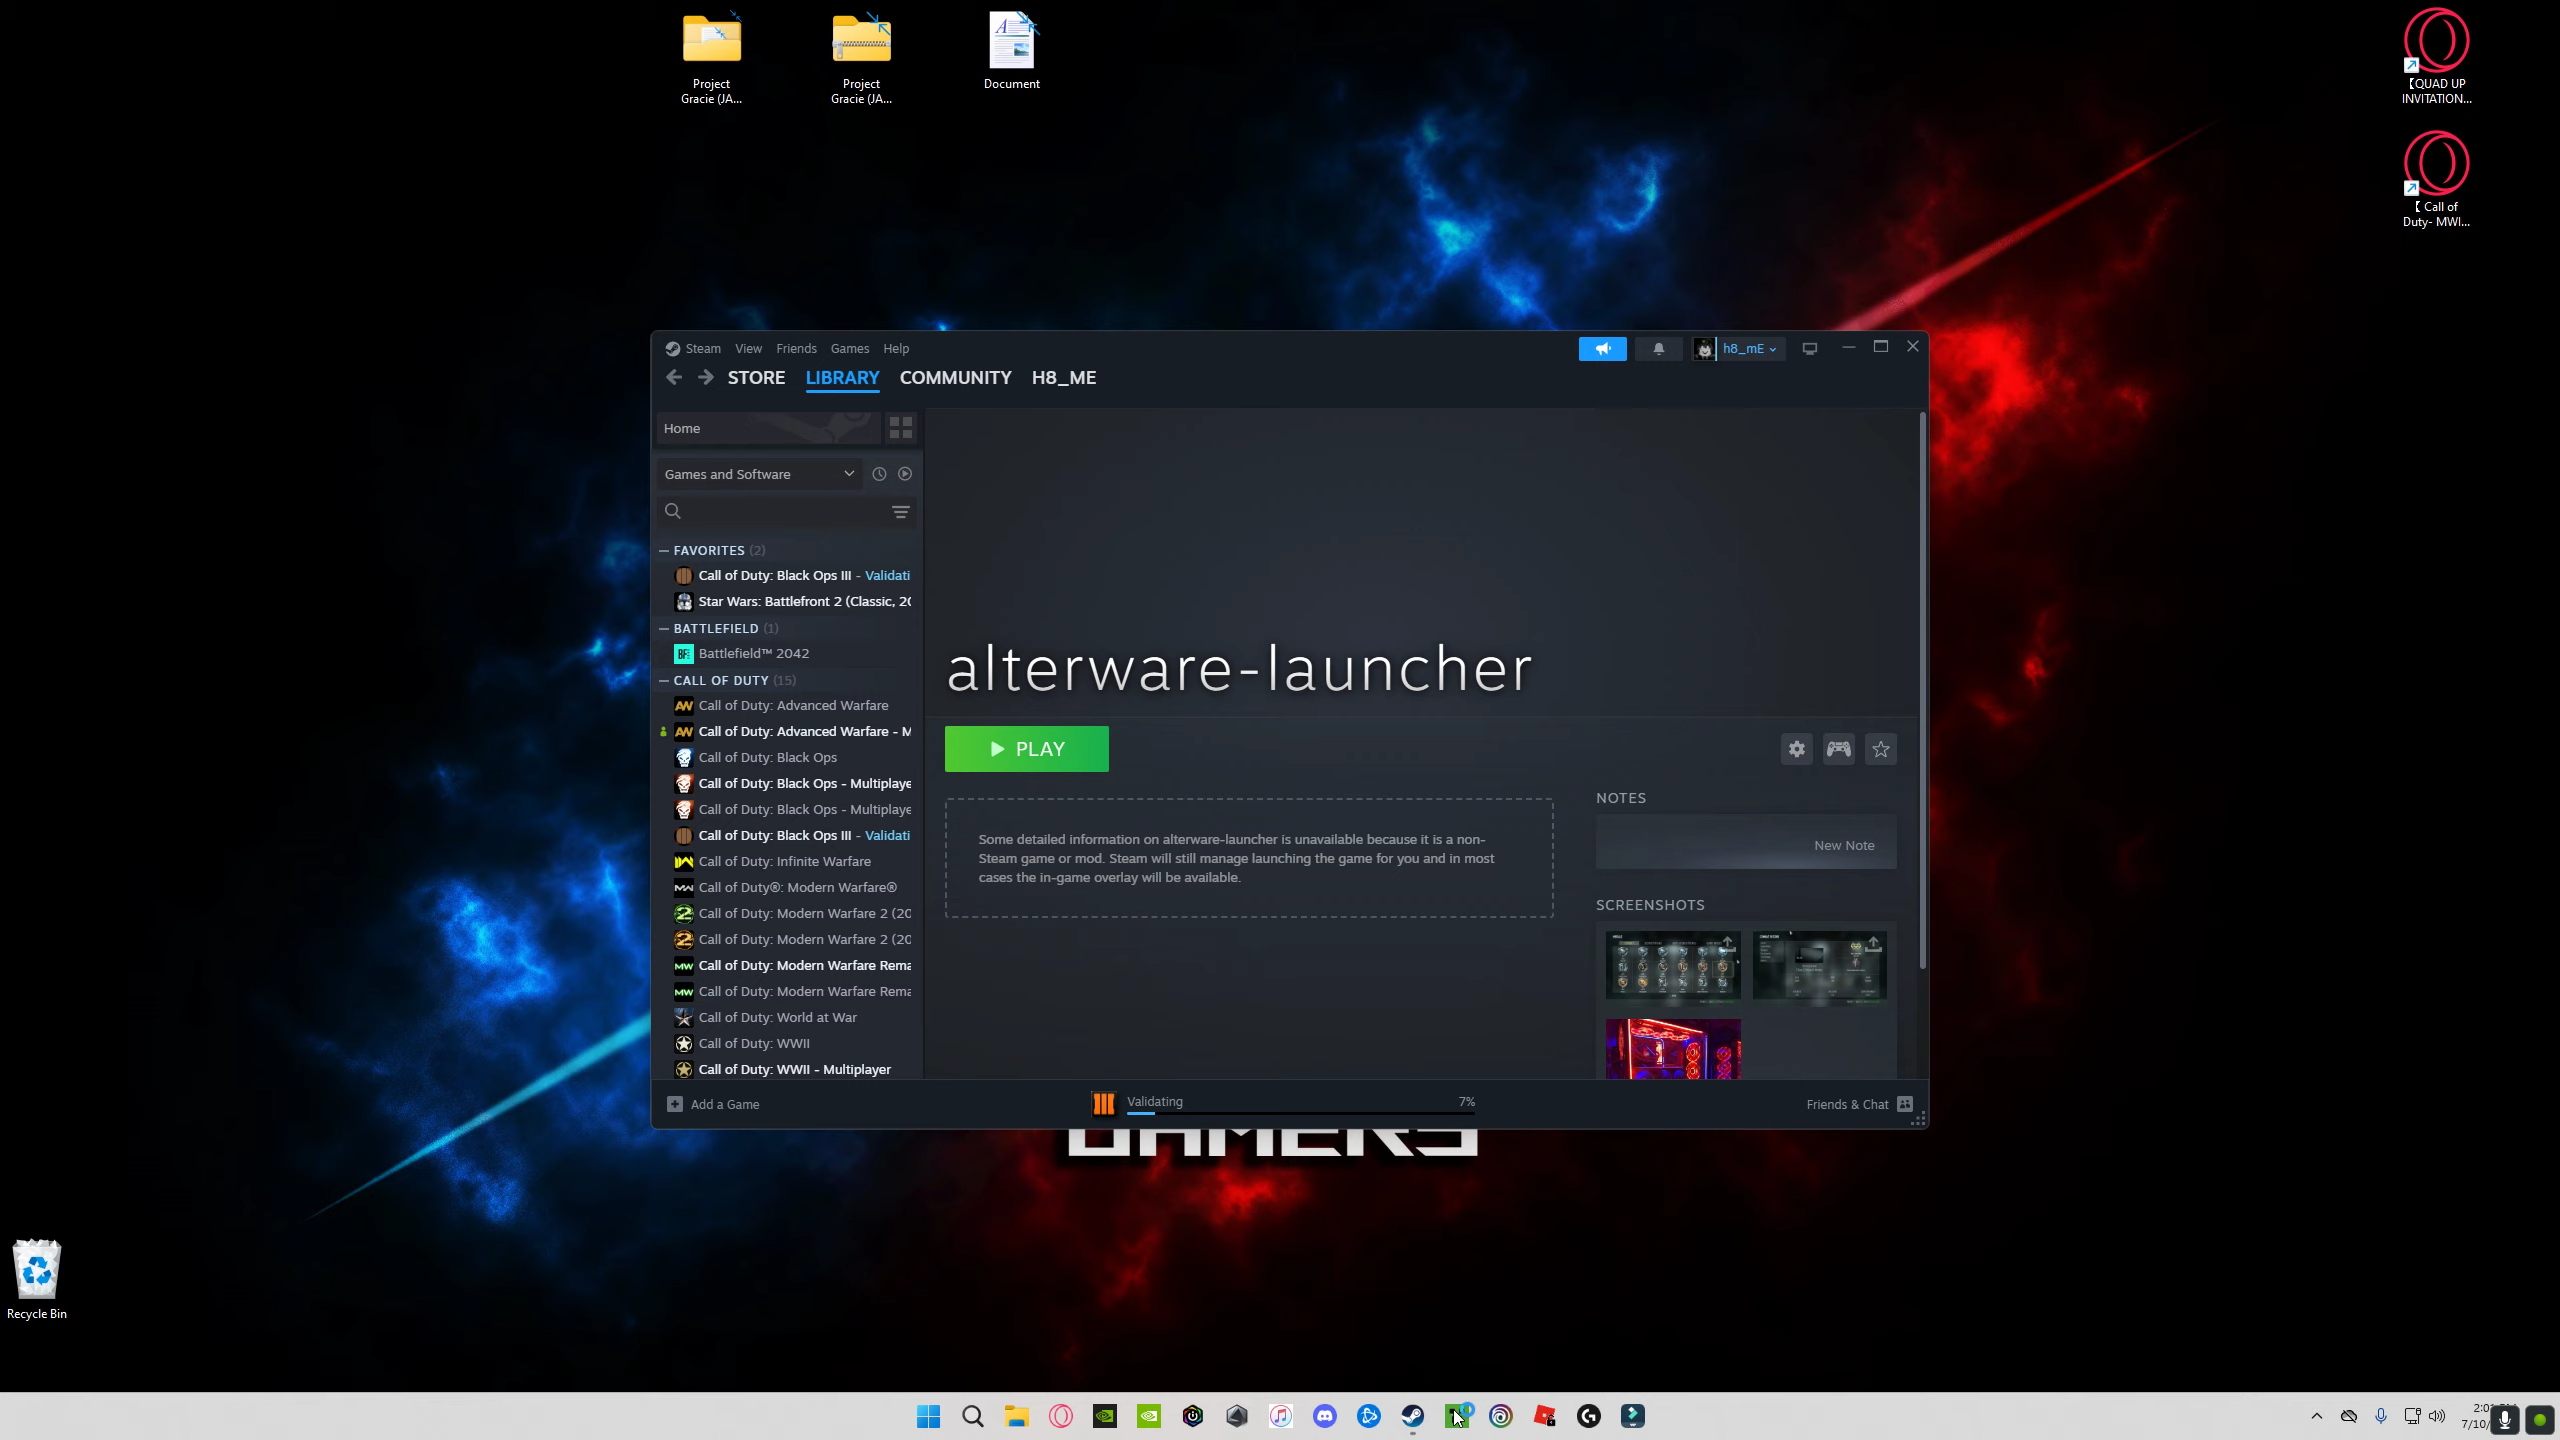 Project
Gracie (JA...
Project
Gracie (JA...
Document
【QUAD UP
INVITATION...
【 Call of
Duty- MWI...
Steam View Friends Games Help
h8_mE
STORE LIBRARY COMMUNITY H8_ME
Home
Games and Software
FAVORITES (2)
Call of Duty: Black Ops III - Validati
Star Wars: Battlefront 2 (Classic, 20
BATTLEFIELD (1)
Battlefield™ 2042
CALL OF DUTY (15)
Call of Duty: Advanced Warfare
Call of Duty: Advanced Warfare - M
Call of Duty: Black Ops
Call of Duty: Black Ops - Multiplaye
Call of Duty: Black Ops - Multiplaye
Call of Duty: Black Ops III - Validati
Call of Duty: Infinite Warfare
Call of Duty®: Modern Warfare®
Call of Duty: Modern Warfare 2 (20
Call of Duty: Modern Warfare 2 (20
Call of Duty: Modern Warfare Rema
Call of Duty: Modern Warfare Rema
Call of Duty: World at War
Call of Duty: WWII
Call of Duty: WWII - Multiplayer
alterware-launcher
PLAY
Some detailed information on alterware-launcher is unavailable because it is a non-
Steam game or mod. Steam will still manage launching the game for you and in most
cases the in-game overlay will be available.
NOTES
New Note
SCREENSHOTS
Add a Game
Validating 7%
Friends & Chat
GAMERS
Recycle Bin
7/10/